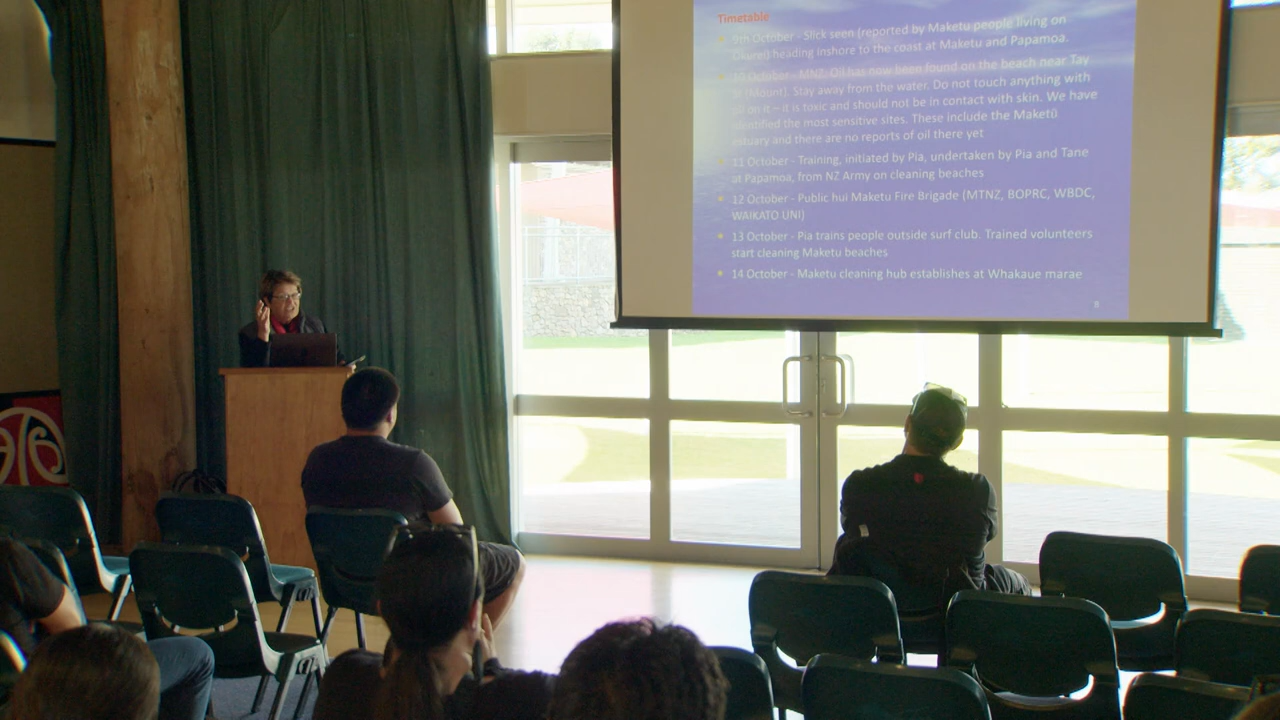 Timetable
9th October - Slick seen (reported by Maketu people living on
Okurei) heading inshore to the coast at Maketu and Papamoa.
10 October - MNZ. Oil has now been found on the beach near Tay
(Mount). Stay away from the water. Do not touch anything with
oil on it – it is toxic and should not be in contact with skin. We have
identified the most sensitive sites. These include the Maketū
estuary and there are no reports of oil there yet
11 October - Training, initiated by Pia, undertaken by Pia and Tane
at Papamoa, from NZ Army on cleaning beaches
12 October - Public hui Maketu Fire Brigade (MTNZ, BOPRC, WBDC,
WAIKATO UNI)
13 October - Pia trains people outside surf club. Trained volunteers
start cleaning Maketu beaches
14 October - Maketu cleaning hub establishes at Whakaue marae
8